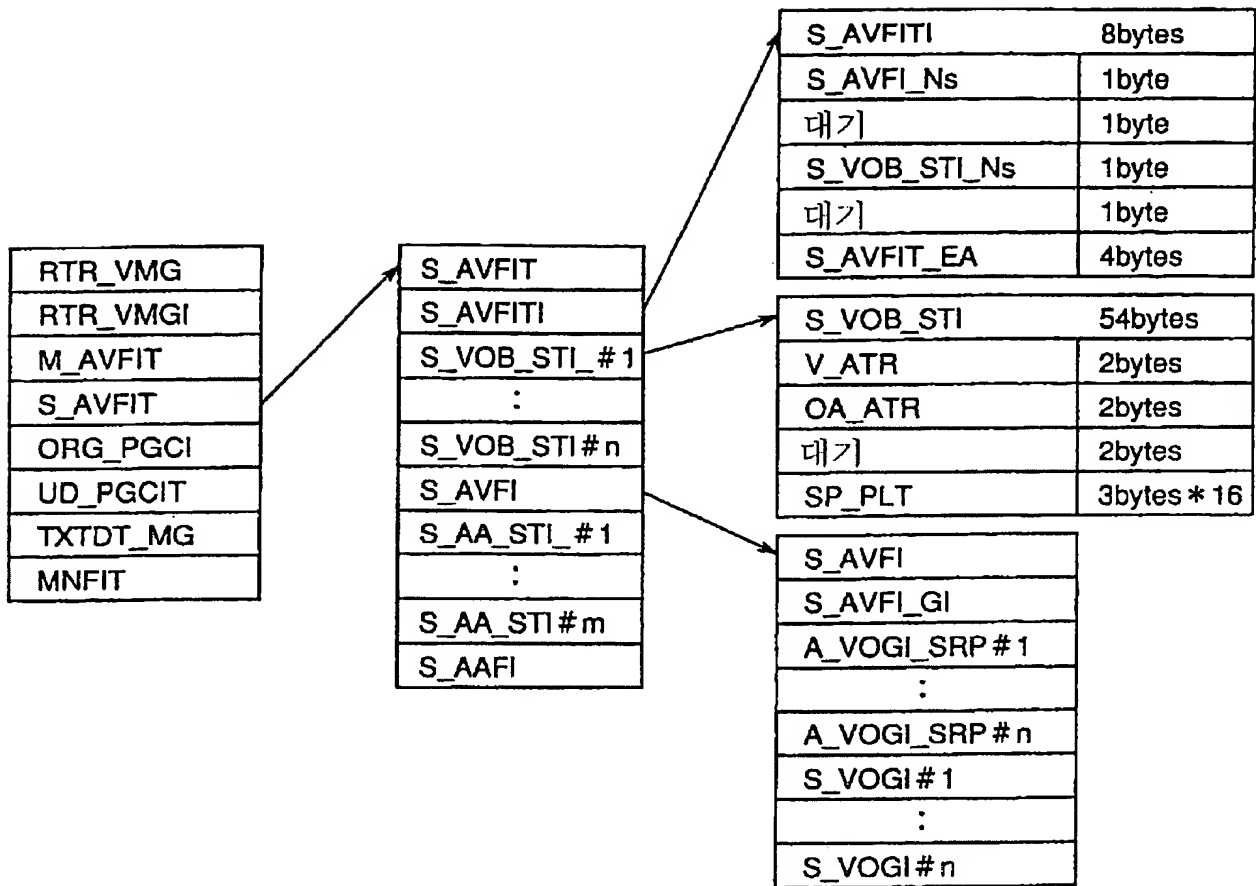 RTR_VMG
RTR_VMGI
M_AVFIT
S_AVFIT
ORG_PGCI
UD_PGCIT
TXTDT_MG
MNFIT
S_AVFIT
S_AVFITI
S_VOB_STI_#1
:
S_VOB_STI#n
S_AVFI
S_AA_STI_#1
:
S_AA_STI#m
S_AAFI
S_AVFITI 8bytes
S_AVFI_Ns 1byte
대기 1byte
S_VOB_STI_Ns 1byte
대기 1byte
S_AVFIT_EA 4bytes
S_VOB_STI 54bytes
V_ATR 2bytes
OA_ATR 2bytes
대기 2bytes
SP_PLT 3bytes*16
S_AVFI
S_AVFI_GI
A_VOGI_SRP#1
:
A_VOGI_SRP#n
S_VOGI#1
:
S_VOGI#n